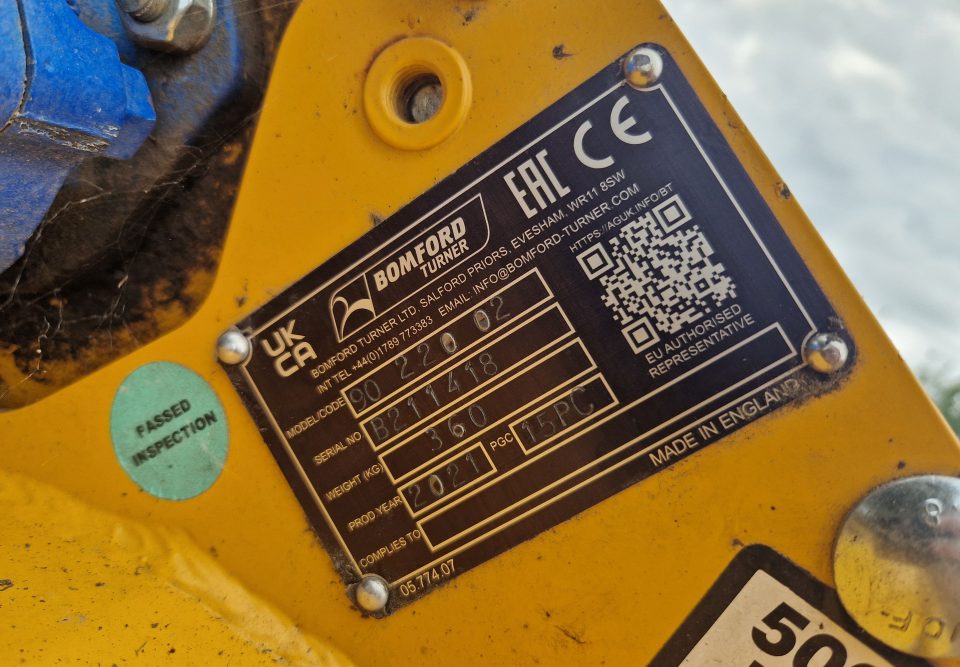 BOMFORD
TURNER
EAC CE
UK
CA
BOMFORD TURNER LTD. SALFORD PRIORS. EVESHAM. WR11 8SW
INT TEL +44(0)1789 773383 EMAIL: INFO@BOMFORD-TURNER.COM
HTTPS://AGUK.INFO/BT
EU AUTHORISED
REPRESENTATIVE
MODEL/CODE 90 220 02
SERIAL NO B211418
WEIGHT (KG) 360
PROD YEAR 2021 PGC 15PC
COMPLIES TO
MADE IN ENGLAND
05.774.07
PASSED
INSPECTION